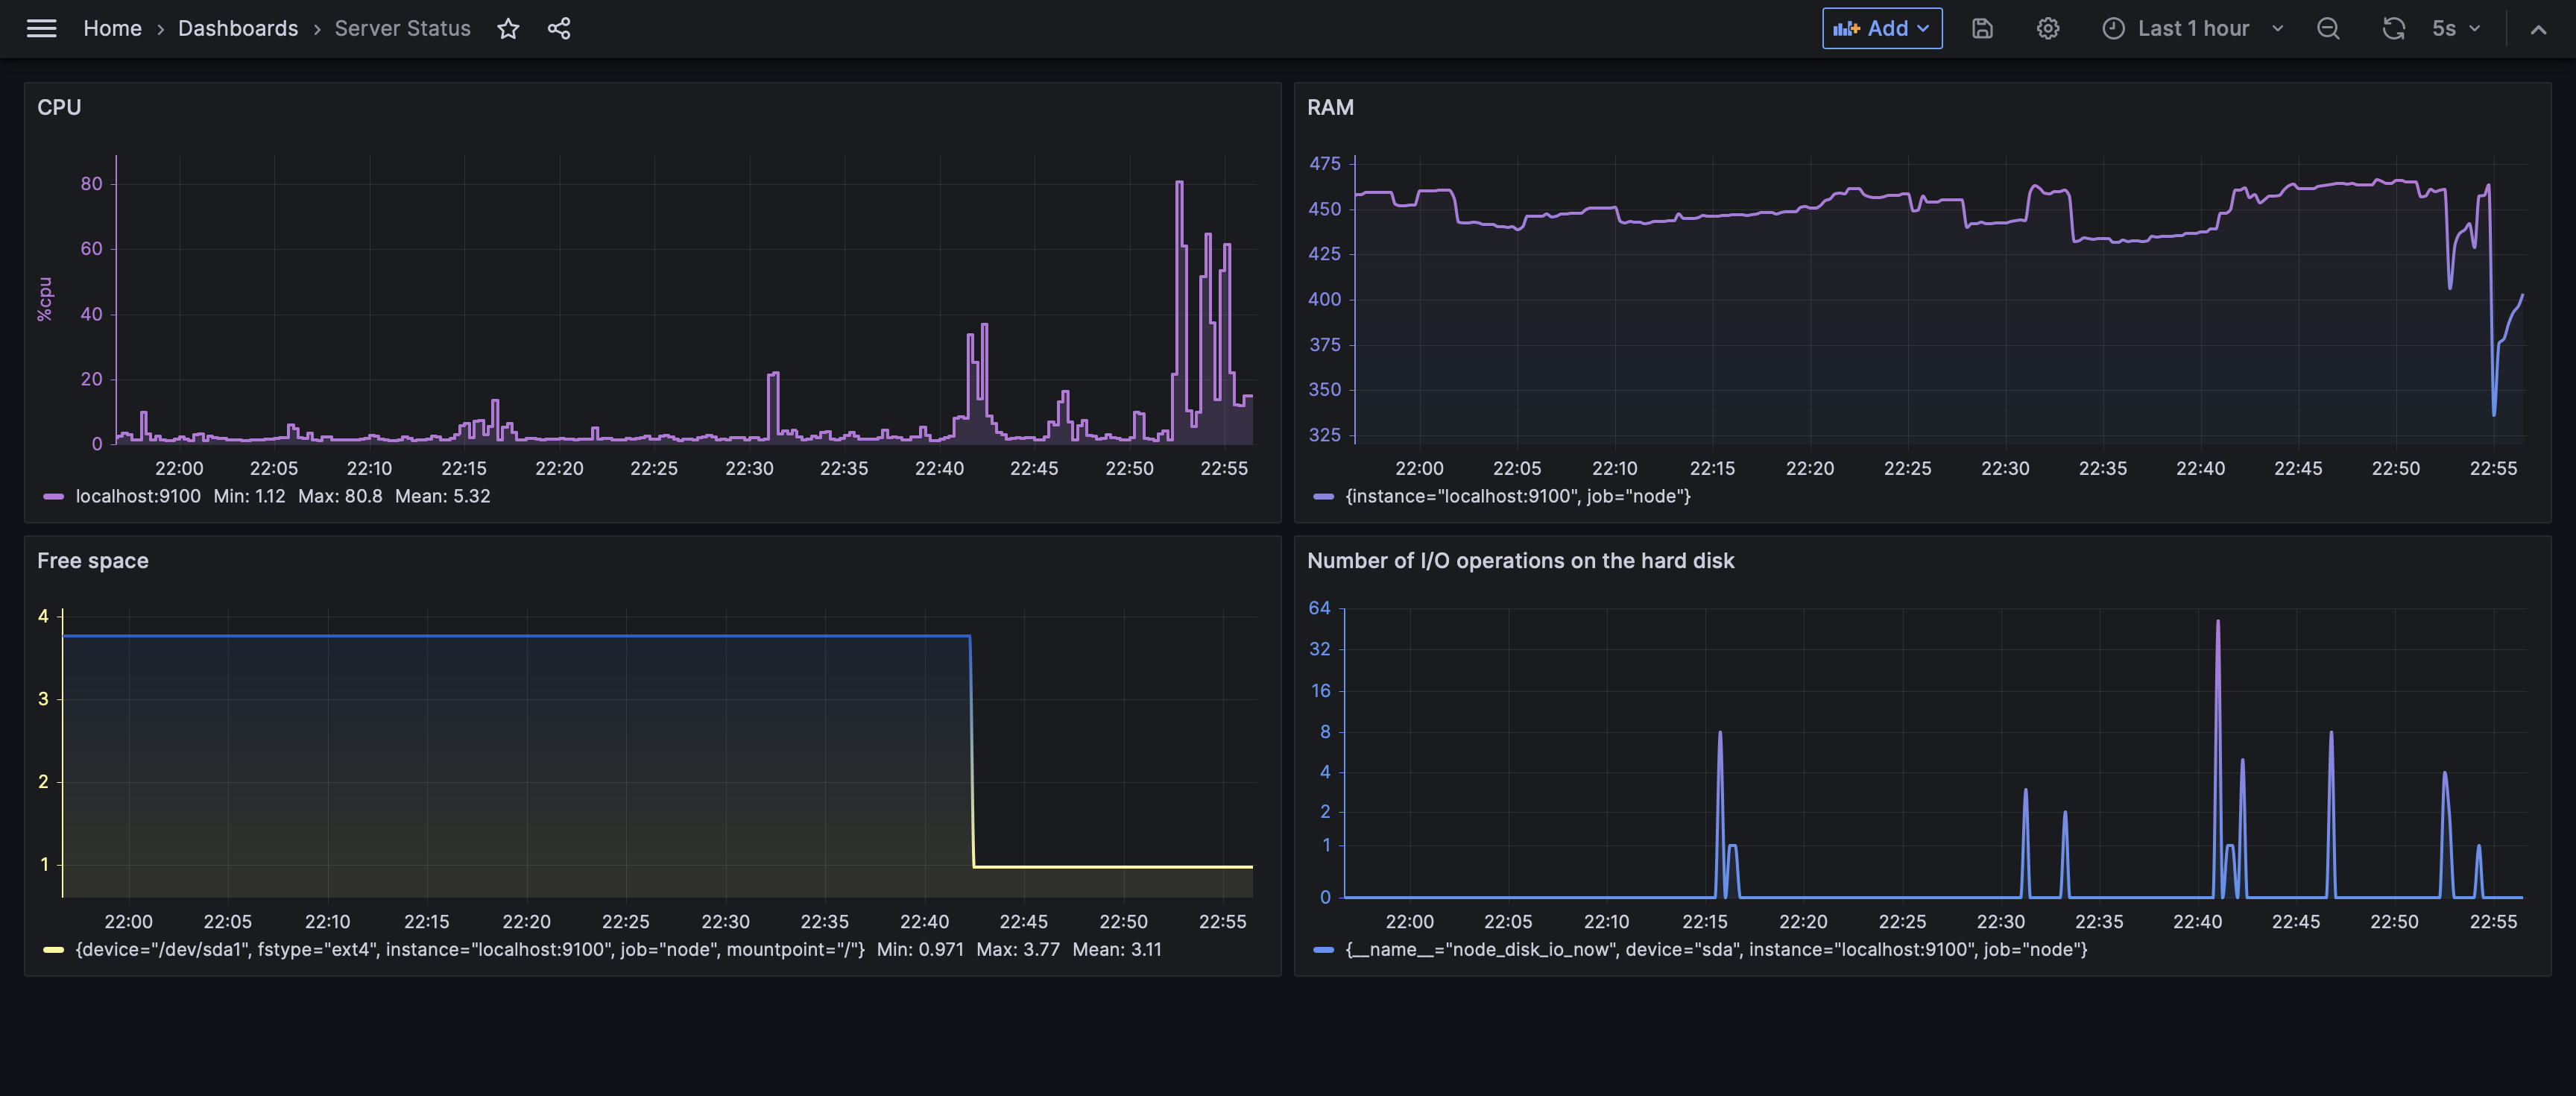 Home › Dashboards › Server Status
Add
Last 1 hour
5s
CPU
%cpu
80
60
40
20
0
22:00 22:05 22:10 22:15 22:20 22:25 22:30 22:35 22:40 22:45 22:50 22:55
localhost:9100 Min: 1.12 Max: 80.8 Mean: 5.32
RAM
475
450
425
400
375
350
325
22:00 22:05 22:10 22:15 22:20 22:25 22:30 22:35 22:40 22:45 22:50 22:55
{instance="localhost:9100", job="node"}
Free space
4
3
2
1
22:00 22:05 22:10 22:15 22:20 22:25 22:30 22:35 22:40 22:45 22:50 22:55
{device="/dev/sda1", fstype="ext4", instance="localhost:9100", job="node", mountpoint="/"} Min: 0.971 Max: 3.77 Mean: 3.11
Number of I/O operations on the hard disk
64
32
16
8
4
2
1
0
22:00 22:05 22:10 22:15 22:20 22:25 22:30 22:35 22:40 22:45 22:50 22:55
{__name__="node_disk_io_now", device="sda", instance="localhost:9100", job="node"}